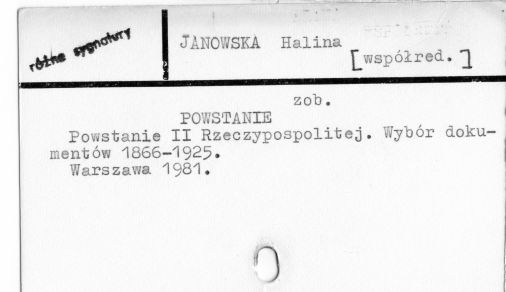 różne sygnatury
JANOWSKA Halina
[współred.]
zob.
POWSTANIE
Powstanie II Rzeczypospolitej. Wybór doku-
mentów 1866-1925.
Warszawa 1981.